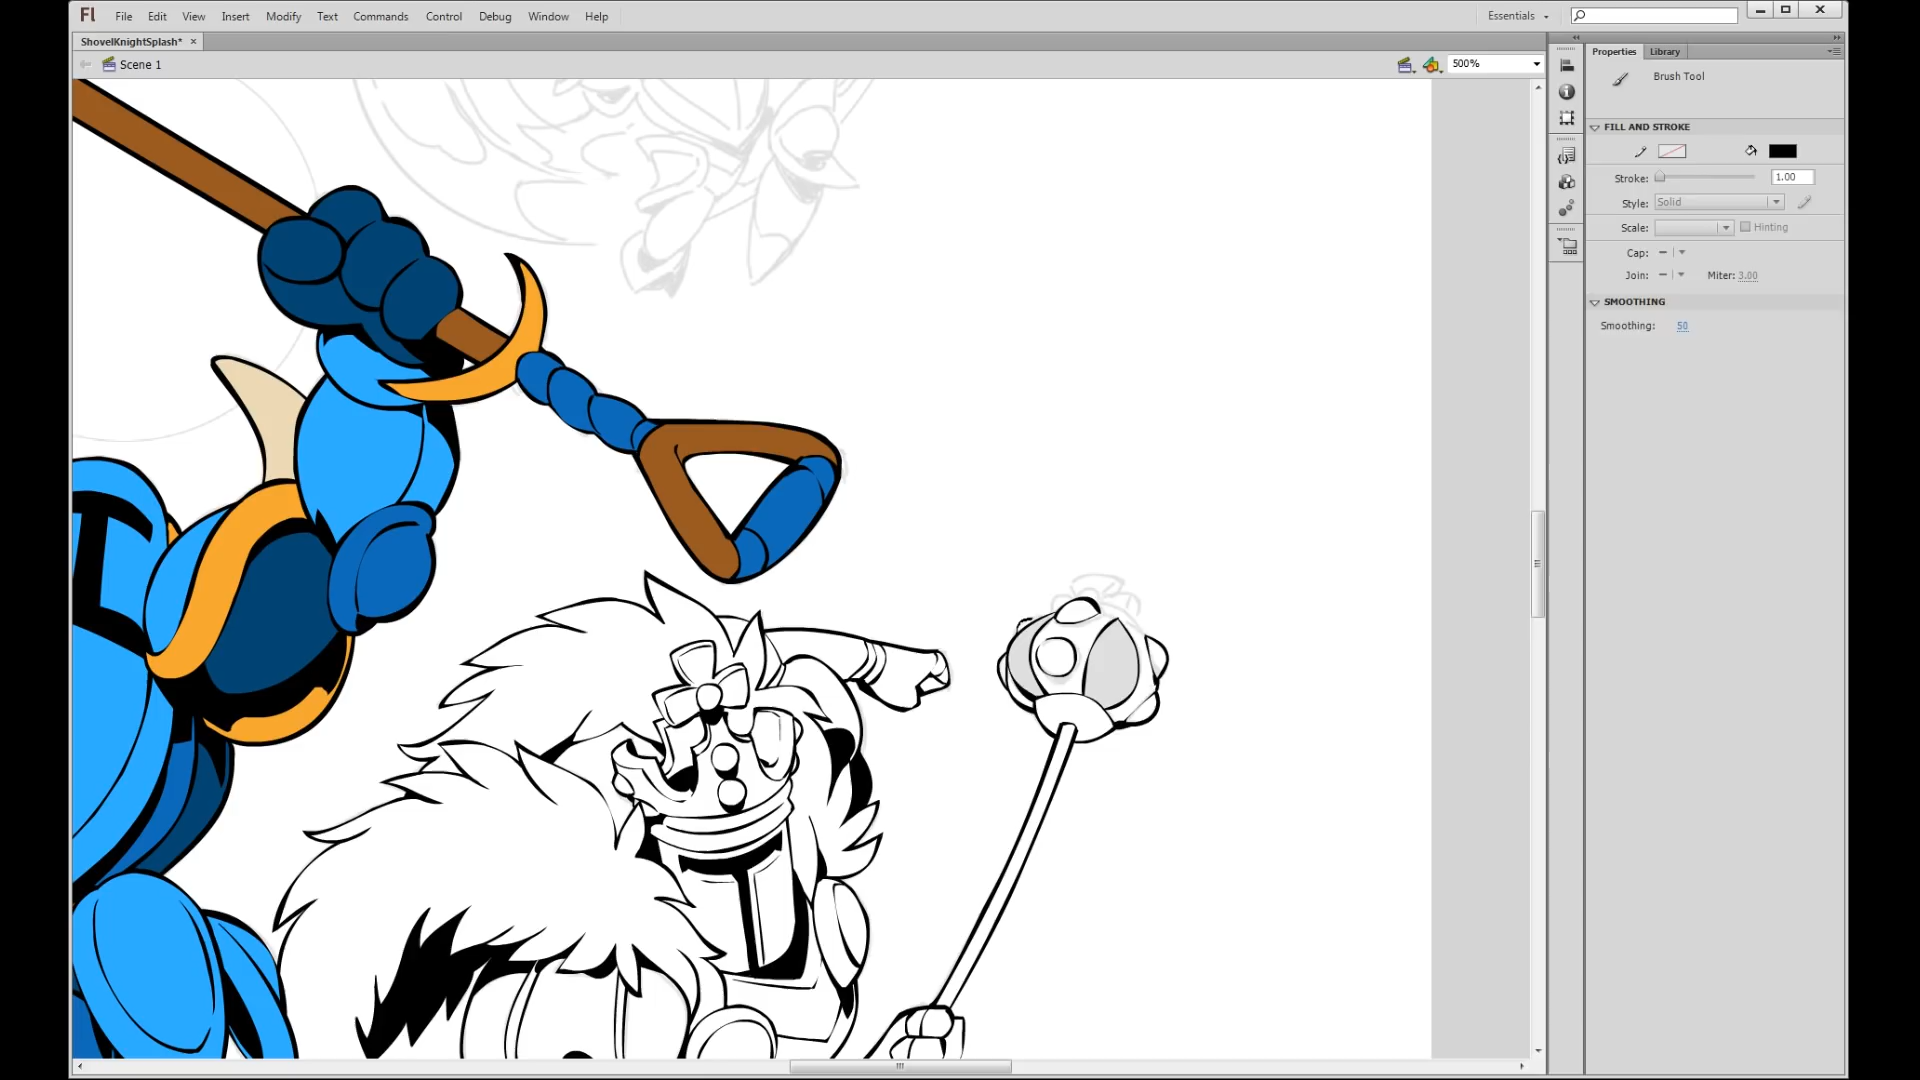 Fl File Edit View Insert Modify Text Commands Control Debug Window Help Essentials
ShovelKnightSplash* ×
Scene 1 500%
Properties Library
Brush Tool
FILL AND STROKE
Stroke: 1.00
Style: Solid
Scale: Hinting
Cap:
Join: Miter: 3.00
SMOOTHING
Smoothing: 50